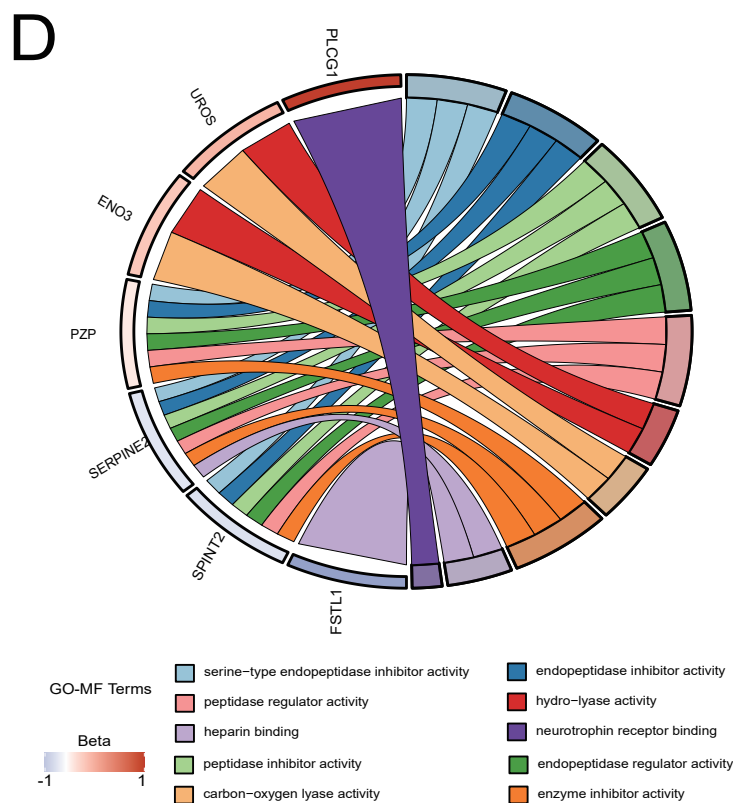 D
PLCG1
UROS
ENO3
PZP
SERPINE2
SPINT2
FSTL1
GO−MF Terms
Beta
-1 1
serine−type endopeptidase inhibitor activity
peptidase regulator activity
heparin binding
peptidase inhibitor activity
carbon−oxygen lyase activity
endopeptidase inhibitor activity
hydro−lyase activity
neurotrophin receptor binding
endopeptidase regulator activity
enzyme inhibitor activity